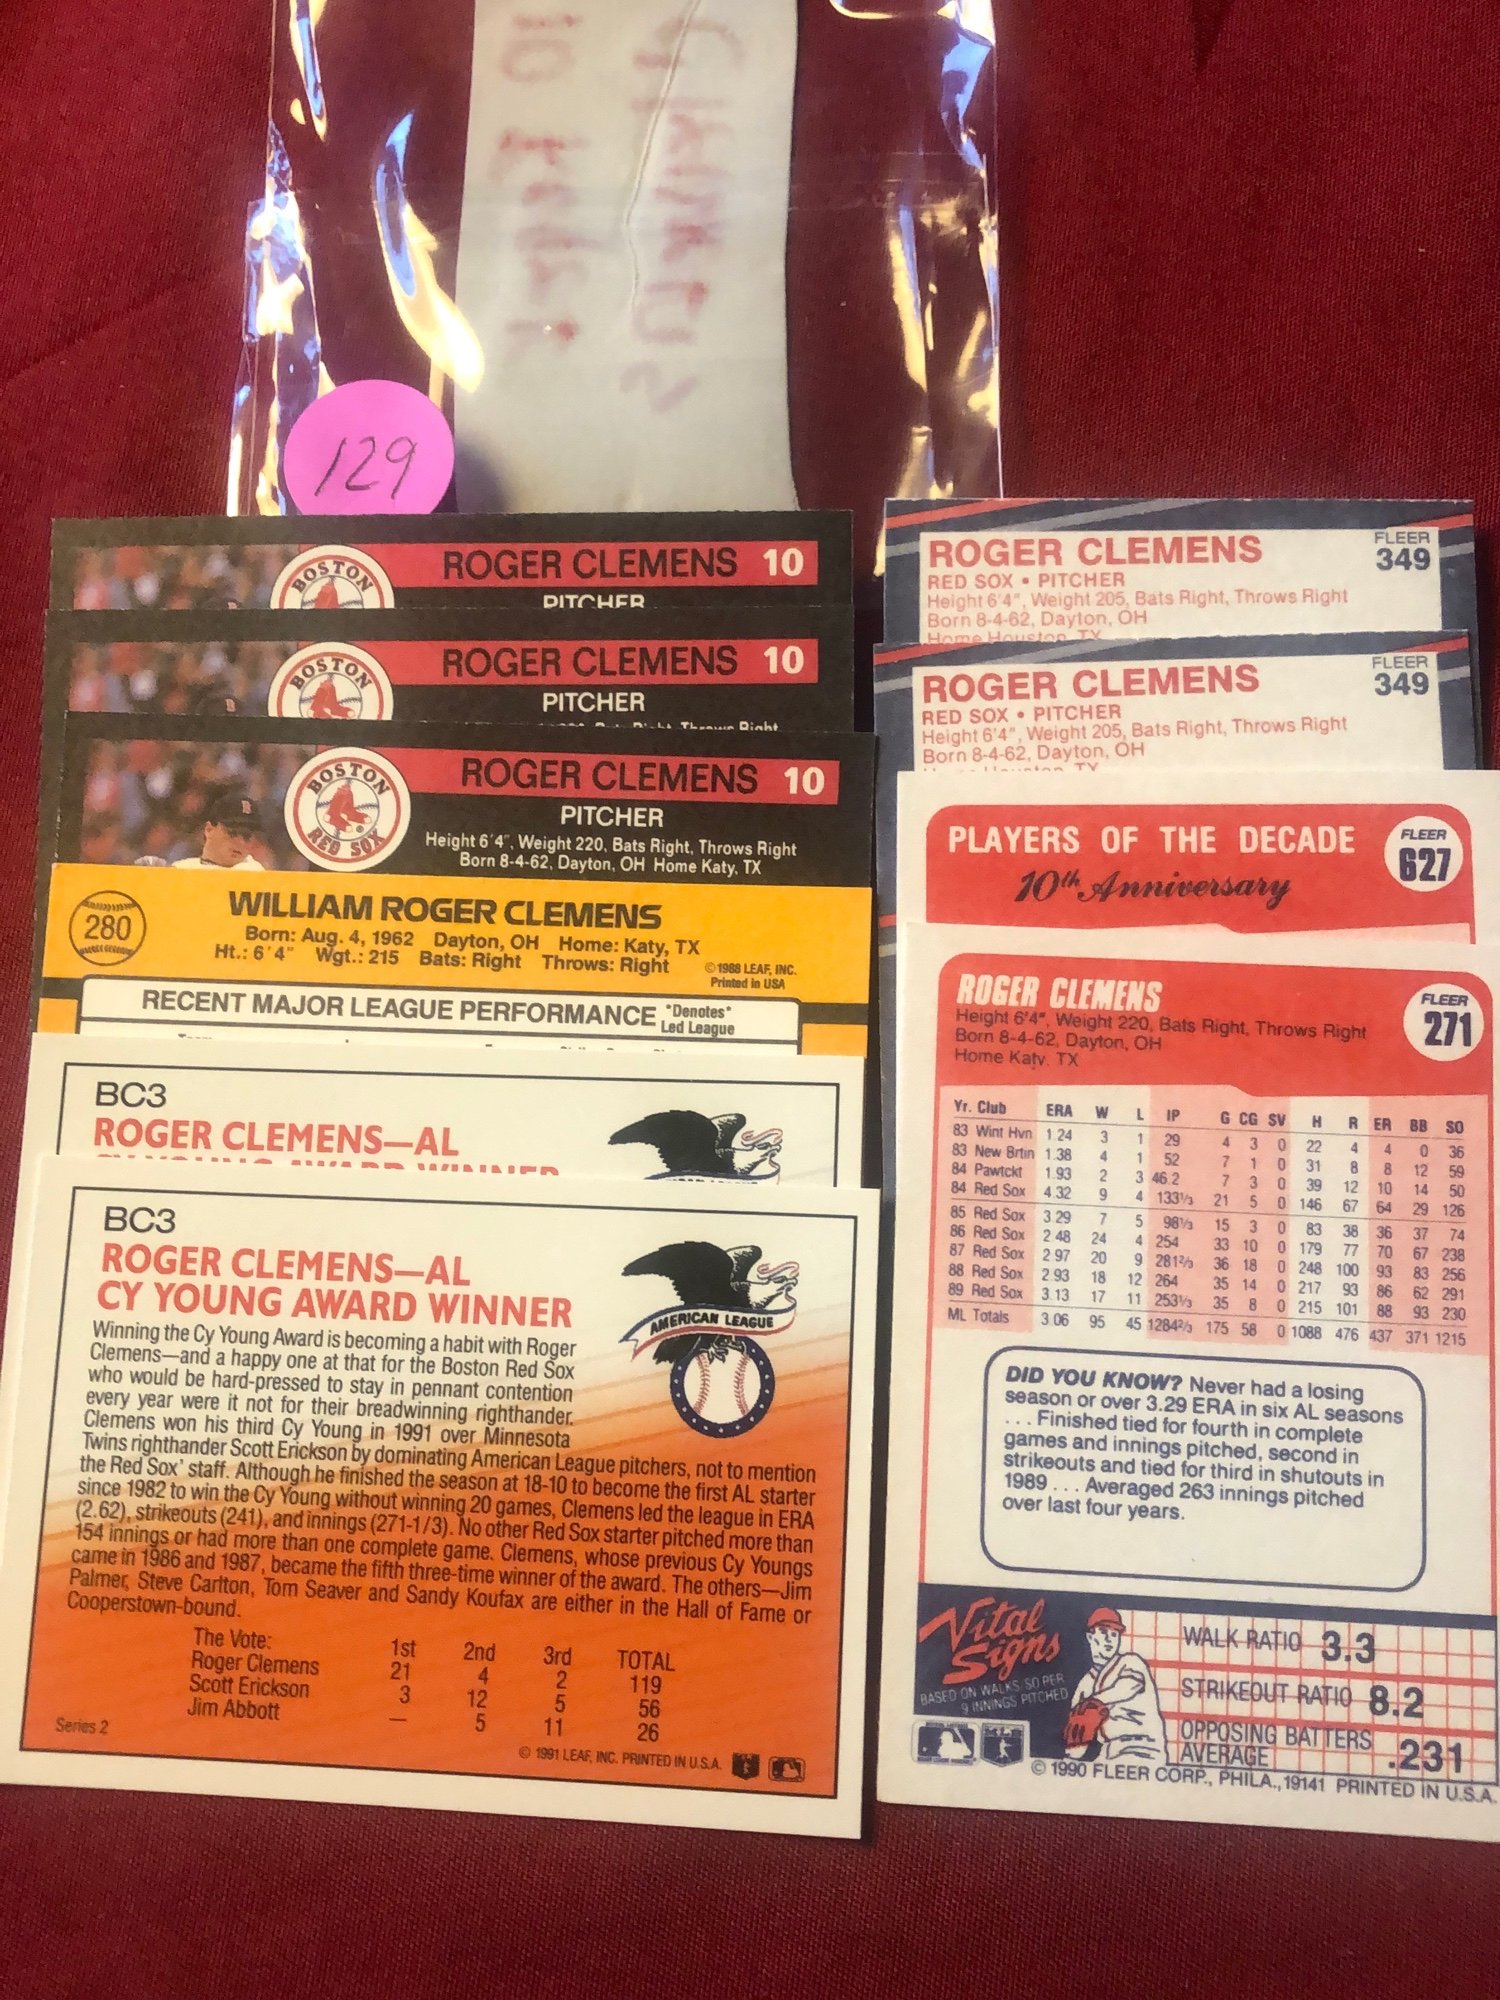 129
ROGER CLEMENS 10
BOSTON
PITCHER
ROGER CLEMENS 10
BOSTON
PITCHER
ROGER CLEMENS 10
BOSTON
RED SOX
PITCHER
Height 6'4", Weight 220, Bats Right, Throws Right
Born 8-4-62, Dayton, OH Home Katy, TX
280
WILLIAM ROGER CLEMENS
Born: Aug. 4, 1962 Dayton, OH Home: Katy, TX
Ht.: 6'4" Wgt.: 215 Bats: Right Throws: Right
©1988 LEAF, INC.
Printed in USA
RECENT MAJOR LEAGUE PERFORMANCE
*Denotes*
Led League
BC3
ROGER CLEMENS—AL
CY YOUNG AWARD WINNER
BC3
ROGER CLEMENS—AL
CY YOUNG AWARD WINNER
AMERICAN LEAGUE
Winning the Cy Young Award is becoming a habit with Roger
Clemens—and a happy one at that for the Boston Red Sox
who would be hard-pressed to stay in pennant contention
every year were it not for their breadwinning righthander.
Clemens won his third Cy Young in 1991 over Minnesota
Twins righthander Scott Erickson by dominating American League pitchers, not to mention
the Red Sox' staff. Although he finished the season at 18-10 to become the first AL starter
since 1982 to win the Cy Young without winning 20 games, Clemens led the league in ERA
(2.62), strikeouts (241), and innings (271-1/3). No other Red Sox starter pitched more than
154 innings or had more than one complete game. Clemens, whose previous Cy Youngs
came in 1986 and 1987, became the fifth three-time winner of the award. The others—Jim
Palmer, Steve Carlton, Tom Seaver and Sandy Koufax are either in the Hall of Fame or
Cooperstown-bound.
The Vote: 1st 2nd 3rd TOTAL
Roger Clemens 21 4 2 119
Scott Erickson 3 12 5 56
Jim Abbott — 5 11 26
Series 2
© 1991 LEAF, INC. PRINTED IN U.S.A.
ROGER CLEMENS
FLEER
349
RED SOX • PITCHER
Height 6'4", Weight 205, Bats Right, Throws Right
Born 8-4-62, Dayton, OH
Home Houston, TX
ROGER CLEMENS
FLEER
349
RED SOX • PITCHER
Height 6'4", Weight 205, Bats Right, Throws Right
Born 8-4-62, Dayton, OH
Home Houston, TX
PLAYERS OF THE DECADE
10th Anniversary
FLEER
627
ROGER CLEMENS
FLEER
271
Height 6'4", Weight 220, Bats Right, Throws Right
Born 8-4-62, Dayton, OH
Home Katy, TX
Yr. Club ERA W L IP G CG SV H R ER BB SO
83 Wint Hvn 1.24 3 1 29 4 3 0 22 4 4 0 36
83 New Brtin 1.38 4 1 52 7 1 0 31 8 8 12 59
84 Pawtckt 1.93 2 3 46.2 7 3 0 39 12 10 14 50
84 Red Sox 4.32 9 4 133⅓ 21 5 0 146 67 64 29 126
85 Red Sox 3.29 7 5 98⅓ 15 3 0 83 38 36 37 74
86 Red Sox 2.48 24 4 254 33 10 0 179 77 70 67 238
87 Red Sox 2.97 20 9 281⅔ 36 18 0 248 100 93 83 256
88 Red Sox 2.93 18 12 264 35 14 0 217 93 86 62 291
89 Red Sox 3.13 17 11 253⅓ 35 8 0 215 101 88 93 230
ML Totals 3.06 95 45 1284⅔ 175 58 0 1088 476 437 371 1215
DID YOU KNOW? Never had a losing
season or over 3.29 ERA in six AL seasons
. . . Finished tied for fourth in complete
games and innings pitched, second in
strikeouts and tied for third in shutouts in
1989 . . . Averaged 263 innings pitched
over last four years.
Vital
Signs
BASED ON WALKS, SO PER
9 INNINGS PITCHED
WALK RATIO 3.3
STRIKEOUT RATIO 8.2
OPPOSING BATTERS
AVERAGE .231
© 1990 FLEER CORP., PHILA., 19141 PRINTED IN U.S.A.